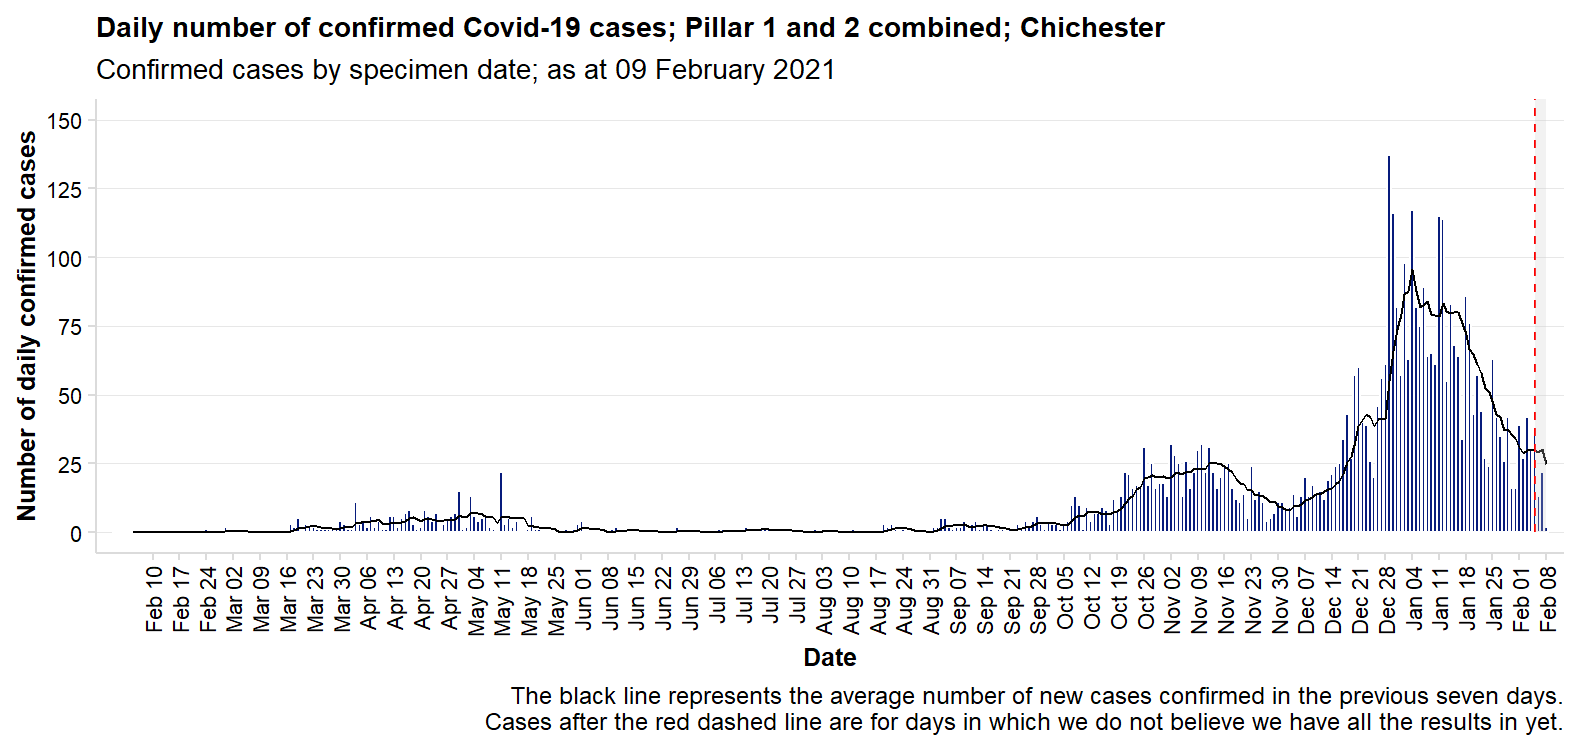 Daily number of confirmed Covid-19 cases; Pillar 1 and 2 combined; Chichester
Confirmed cases by specimen date; as at 09 February 2021
Number of daily confirmed cases
150
125
100
75
50
25
0
Feb 10
Feb 17
Feb 24
Mar 02
Mar 09
Mar 16
Mar 23
Mar 30
Apr 06
Apr 13
Apr 20
Apr 27
May 04
May 11
May 18
May 25
Jun 01
Jun 08
Jun 15
Jun 22
Jun 29
Jul 06
Jul 13
Jul 20
Jul 27
Aug 03
Aug 10
Aug 17
Aug 24
Aug 31
Sep 07
Sep 14
Sep 21
Sep 28
Oct 05
Oct 12
Oct 19
Oct 26
Nov 02
Nov 09
Nov 16
Nov 23
Nov 30
Dec 07
Dec 14
Dec 21
Dec 28
Jan 04
Jan 11
Jan 18
Jan 25
Feb 01
Feb 08
Date
The black line represents the average number of new cases confirmed in the previous seven days.
Cases after the red dashed line are for days in which we do not believe we have all the results in yet.